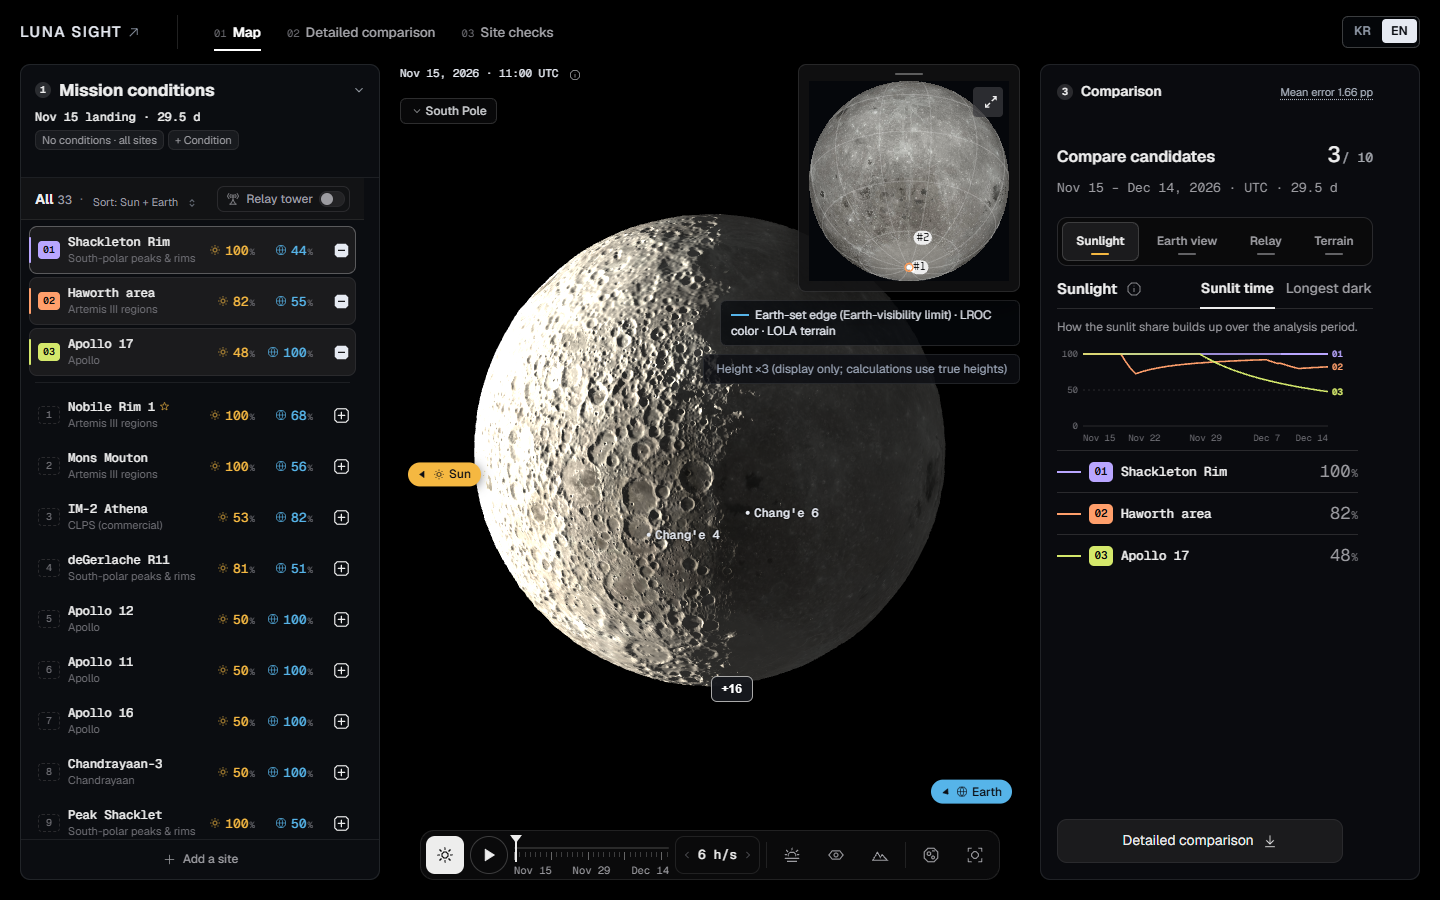 LUNA SIGHT
01 Map
02 Detailed comparison
03 Site checks
KR
EN
1 Mission conditions
Nov 15 landing · 29.5 d
No conditions · all sites
+ Condition
All 33 · Sort: Sun + Earth
Relay tower
01 Shackleton Rim 100% 44%
South-polar peaks & rims
02 Haworth area 82% 55%
Artemis III regions
03 Apollo 17 48% 100%
Apollo
1 Nobile Rim 1 100% 68%
Artemis III regions
2 Mons Mouton 100% 56%
Artemis III regions
3 IM-2 Athena 53% 82%
CLPS (commercial)
4 deGerlache R11 81% 51%
South-polar peaks & rims
5 Apollo 12 50% 100%
Apollo
6 Apollo 11 50% 100%
Apollo
7 Apollo 16 50% 100%
Apollo
8 Chandrayaan-3 50% 100%
Chandrayaan
9 Peak Shacklet 100% 50%
South-polar peaks & rims
+ Add a site
Nov 15, 2026 · 11:00 UTC
South Pole
#2
#1
Earth-set edge (Earth-visibility limit) · LROC
color · LOLA terrain
Height ×3 (display only; calculations use true heights)
Sun
Chang'e 6
Chang'e 4
+16
Earth
6 h/s
Nov 15 Nov 29 Dec 14
3 Comparison
Mean error 1.66 pp
Compare candidates
3 / 10
Nov 15 – Dec 14, 2026 · UTC · 29.5 d
Sunlight
Earth view
Relay
Terrain
Sunlight
Sunlit time
Longest dark
How the sunlit share builds up over the analysis period.
100
50
0
01
02
03
Nov 15 Nov 22 Nov 29 Dec 7 Dec 14
01 Shackleton Rim 100%
02 Haworth area 82%
03 Apollo 17 48%
Detailed comparison